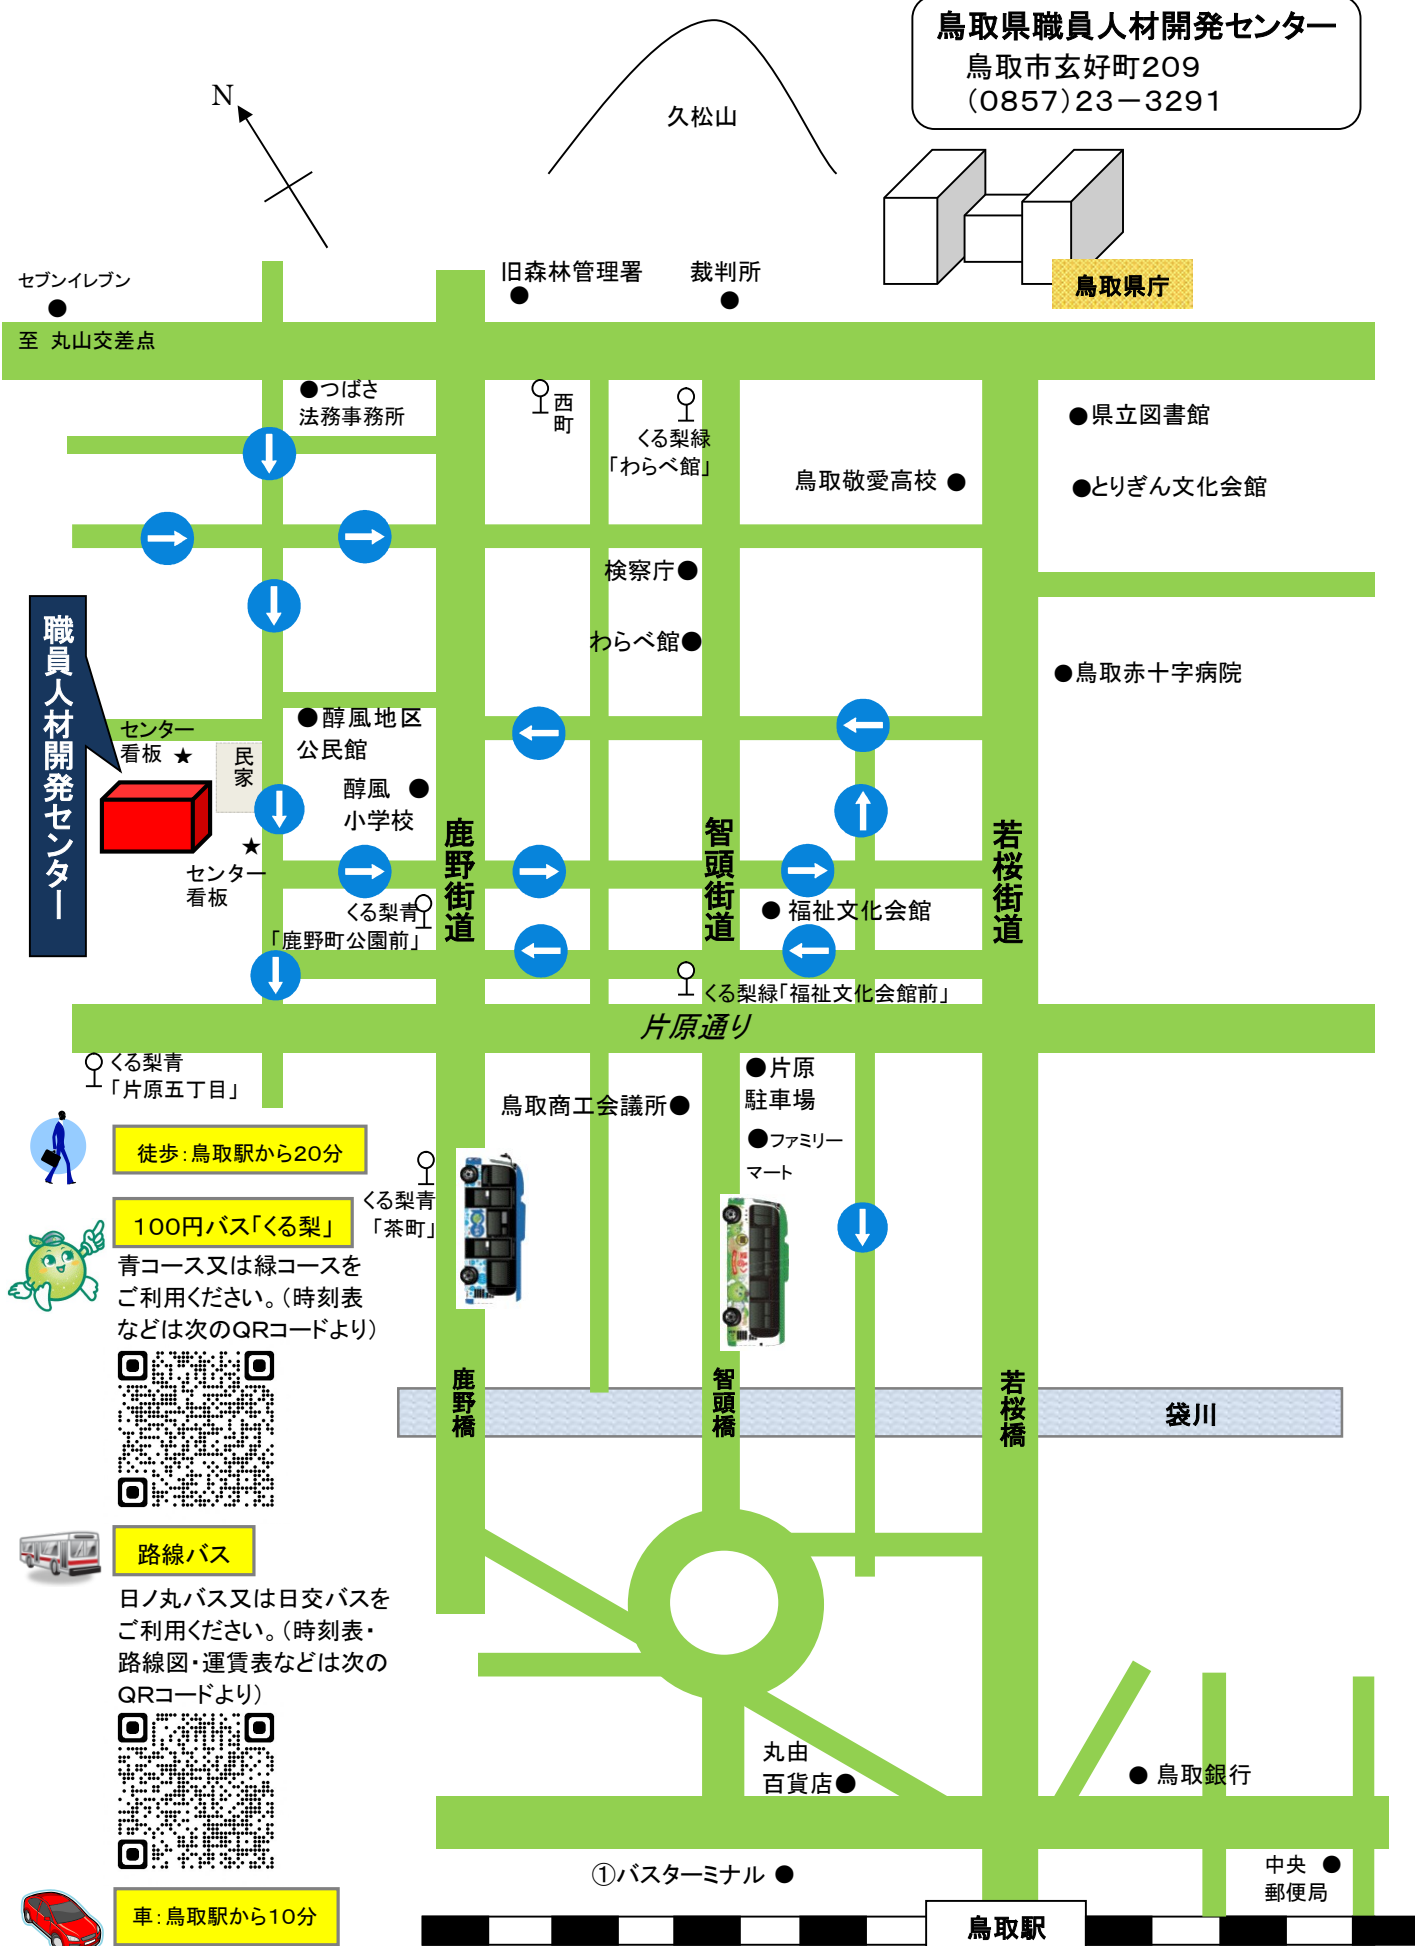 鳥取県職員人材開発センター
鳥取市玄好町209
(0857)23-3291
N
久松山
鳥取県庁
セブンイレブン
旧森林管理署
裁判所
至 丸山交差点
●つばさ
法務事務所
西町
くる梨緑
「わらべ館」
●県立図書館
鳥取敬愛高校 ●
●とりぎん文化会館
検察庁●
わらべ館●
●鳥取赤十字病院
職員人材開発センター
センター
看板 ★
民家
●醇風地区
公民館
醇風 ●
小学校
★
センター
看板
鹿野街道
智頭街道
若桜街道
くる梨青
「鹿野町公園前」
● 福祉文化会館
くる梨緑「福祉文化会館前」
片原通り
くる梨青
「片原五丁目」
●片原
駐車場
鳥取商工会議所●
●ファミリー
マート
徒歩:鳥取駅から20分
くる梨青
「茶町」
100円バス「くる梨」
青コース又は緑コースを
ご利用ください。(時刻表
などは次のQRコードより)
鹿野橋
智頭橋
若桜橋
袋川
路線バス
日ノ丸バス又は日交バスを
ご利用ください。(時刻表・
路線図・運賃表などは次の
QRコードより)
丸由
百貨店●
● 鳥取銀行
①バスターミナル ●
中央 ●
郵便局
車:鳥取駅から10分
鳥取駅